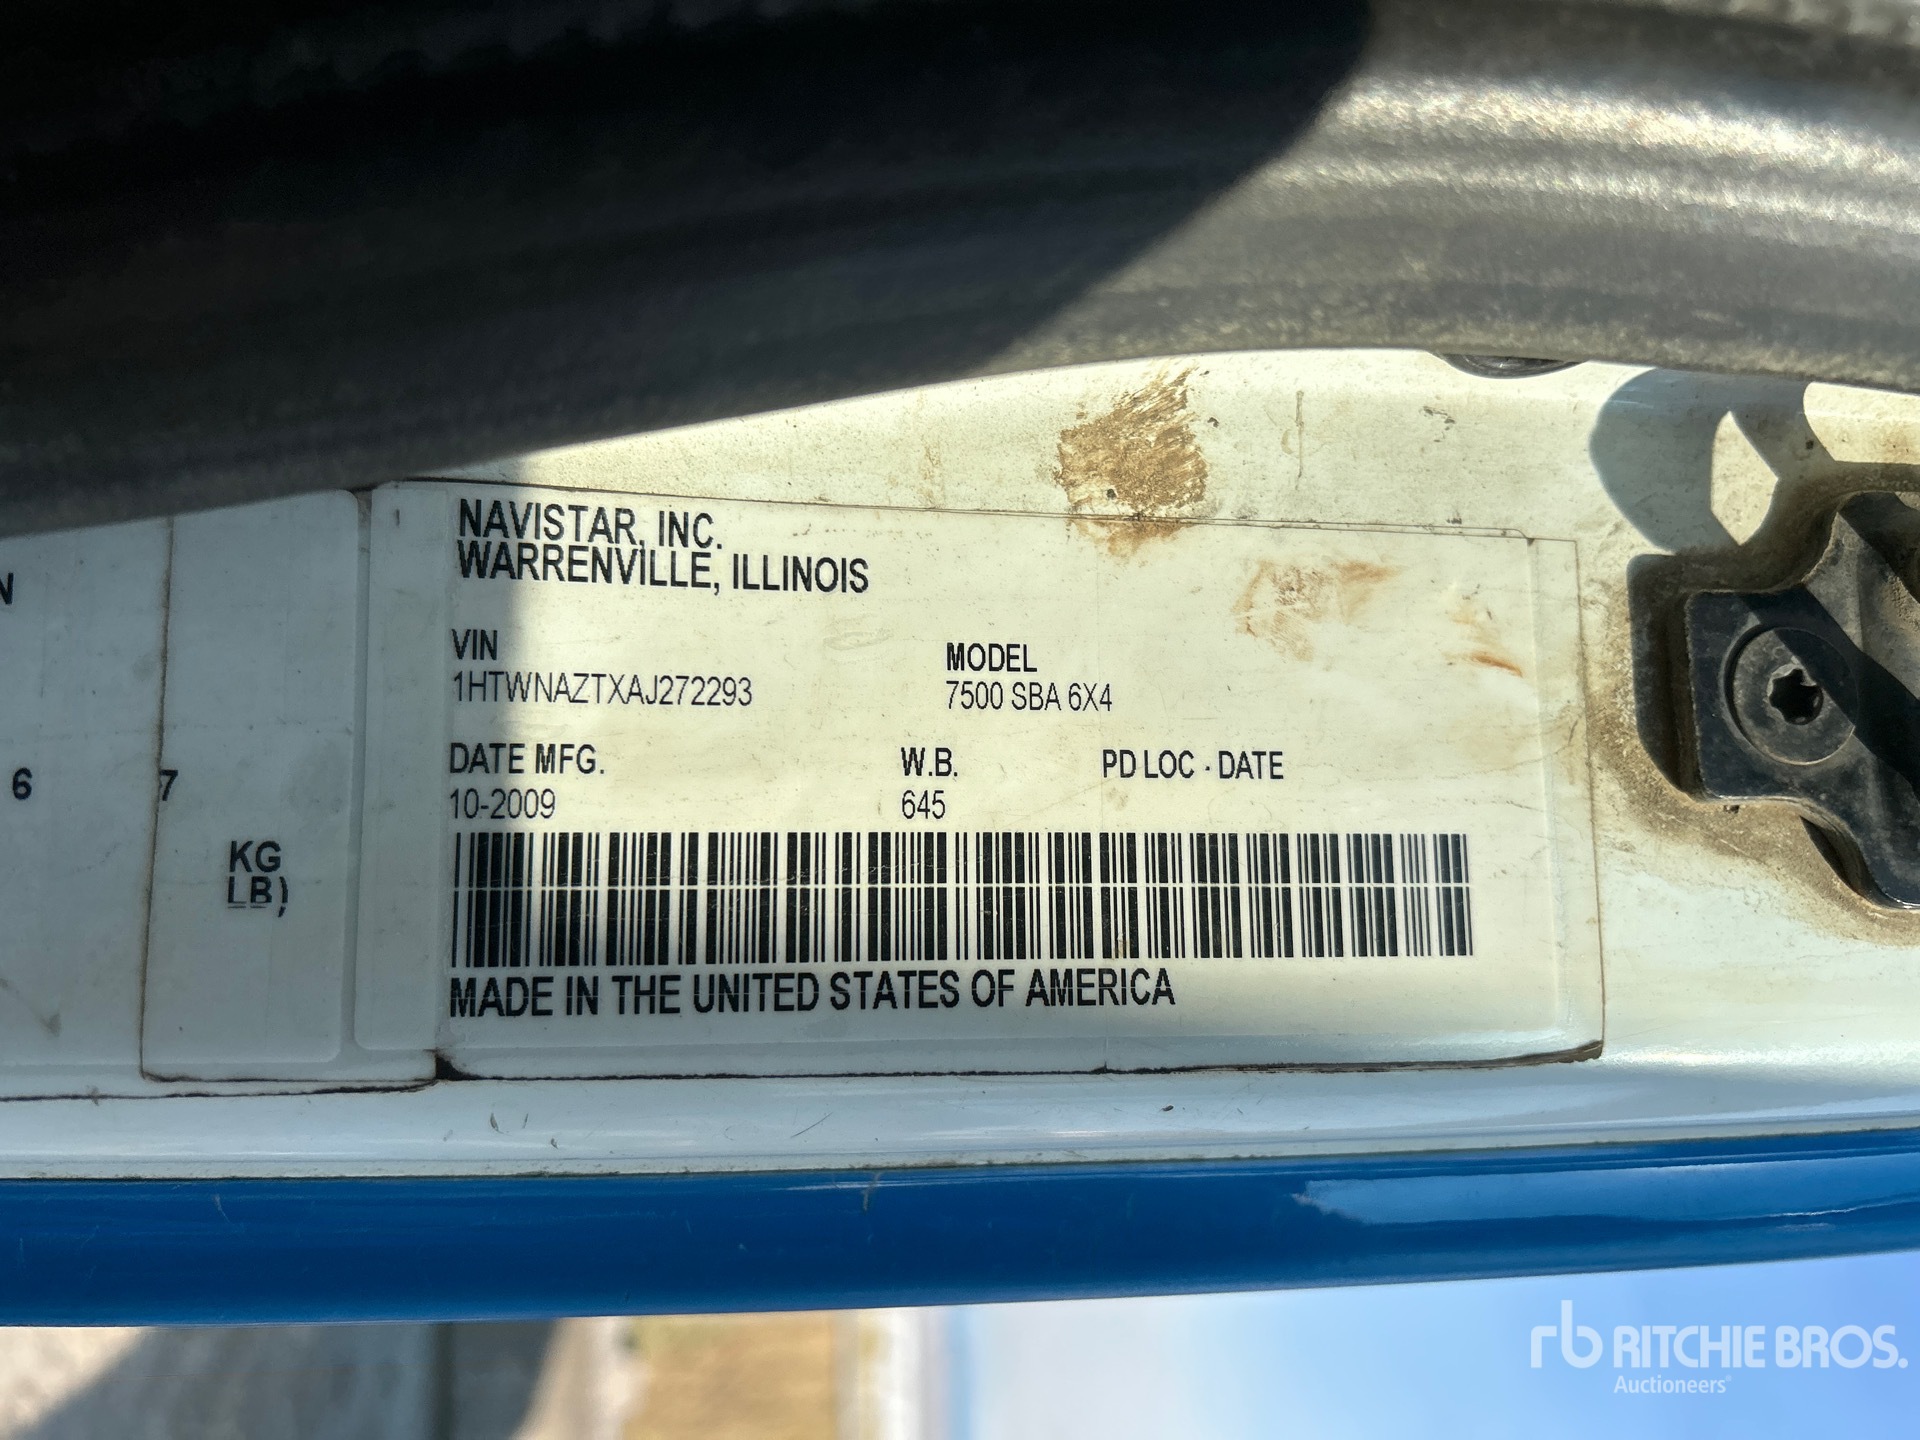 N
6 7
KG
LB)
NAVISTAR, INC.
WARRENVILLE, ILLINOIS
VIN
1HTWNAZTXAJ272293
MODEL
7500 SBA 6X4
DATE MFG.
10-2009
W.B.
645
PD LOC - DATE
MADE IN THE UNITED STATES OF AMERICA
rb RITCHIE BROS.
Auctioneers